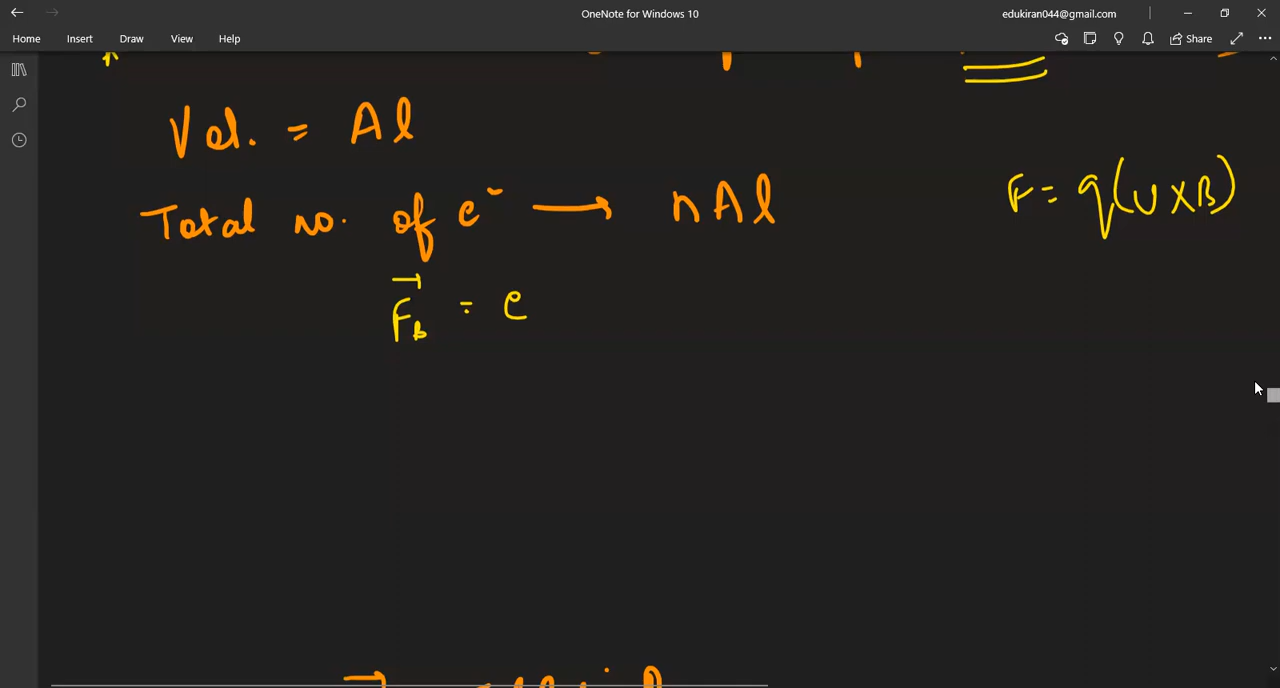 OneNote for Windows 10
edukiran044@gmail.com
Home Insert Draw View Help
Share
Vol. = Al
Total no. of e⁻ → nAl
F = q(v×B)
F⃗_B = e